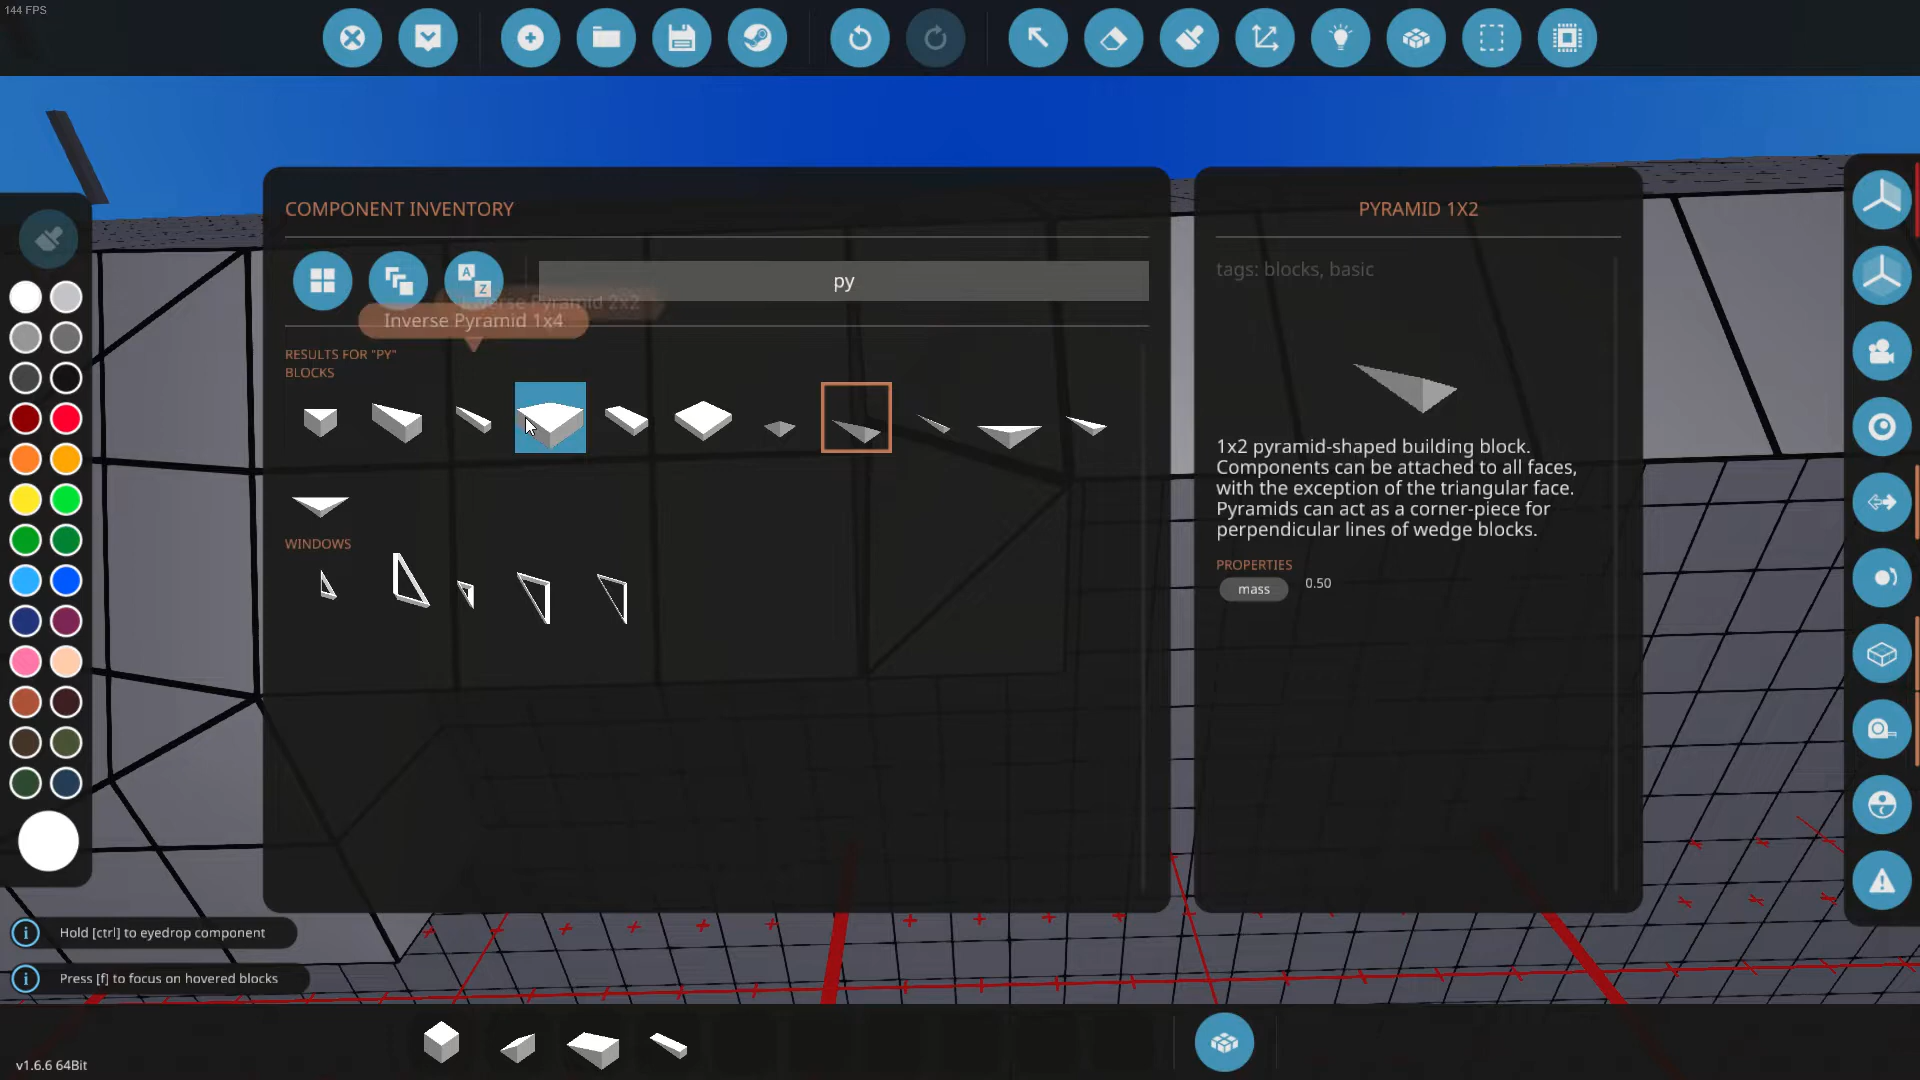 144 FPS
COMPONENT INVENTORY
PYRAMID 1X2
A
Z
py
tags: blocks, basic
Inverse Pyramid 2x2
Inverse Pyramid 1x4
RESULTS FOR "PY"
BLOCKS
1x2 pyramid-shaped building block.
Components can be attached to all faces,
with the exception of the triangular face.
Pyramids can act as a corner-piece for
perpendicular lines of wedge blocks.
WINDOWS
PROPERTIES
mass 0.50
Hold [ctrl] to eyedrop component
Press [f] to focus on hovered blocks
v1.6.6 64Bit